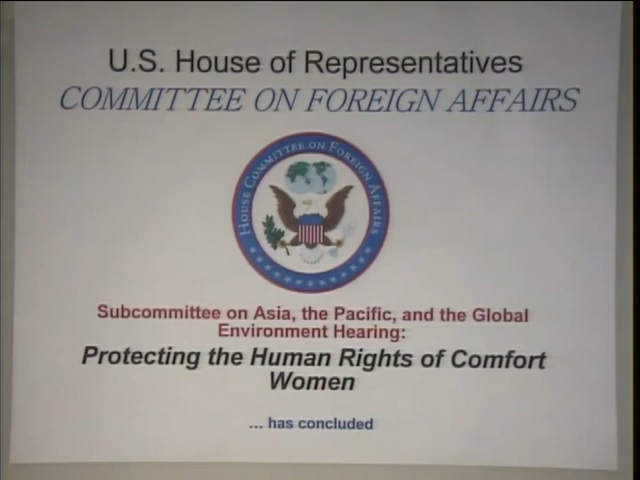 U.S. House of Representatives
COMMITTEE ON FOREIGN AFFAIRS
HOUSE COMMITTEE ON FOREIGN AFFAIRS
Subcommittee on Asia, the Pacific, and the Global
Environment Hearing:
Protecting the Human Rights of Comfort
Women
... has concluded